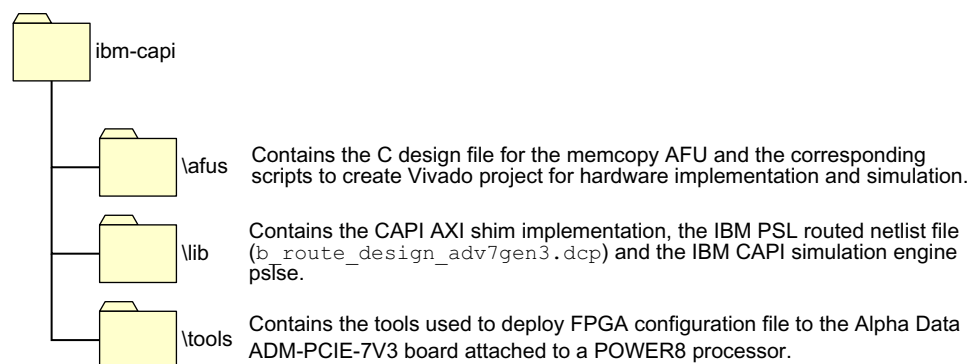 ibm-capi
\afus
Contains the C design file for the memcopy AFU and the corresponding
scripts to create Vivado project for hardware implementation and simulation.
\lib
Contains the CAPI AXI shim implementation, the IBM PSL routed netlist file
(b_route_design_adv7gen3.dcp) and the IBM CAPI simulation engine
pslse.
\tools
Contains the tools used to deploy FPGA configuration file to the Alpha Data
ADM-PCIE-7V3 board attached to a POWER8 processor.